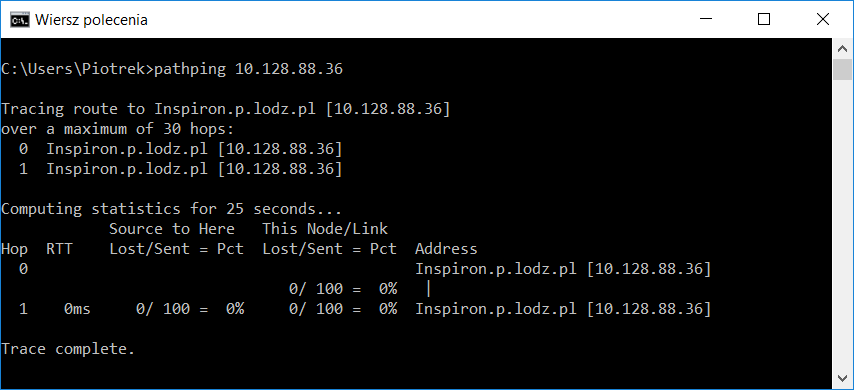 Wiersz polecenia
C:\Users\Piotrek>pathping 10.128.88.36
Tracing route to Inspiron.p.lodz.pl [10.128.88.36]
over a maximum of 30 hops:
  0  Inspiron.p.lodz.pl [10.128.88.36]
  1  Inspiron.p.lodz.pl [10.128.88.36]
Computing statistics for 25 seconds...
            Source to Here   This Node/Link
Hop  RTT    Lost/Sent = Pct  Lost/Sent = Pct  Address
  0                                           Inspiron.p.lodz.pl [10.128.88.36]
                                0/ 100 =  0%   |
  1    0ms     0/ 100 =  0%     0/ 100 =  0%  Inspiron.p.lodz.pl [10.128.88.36]
Trace complete.